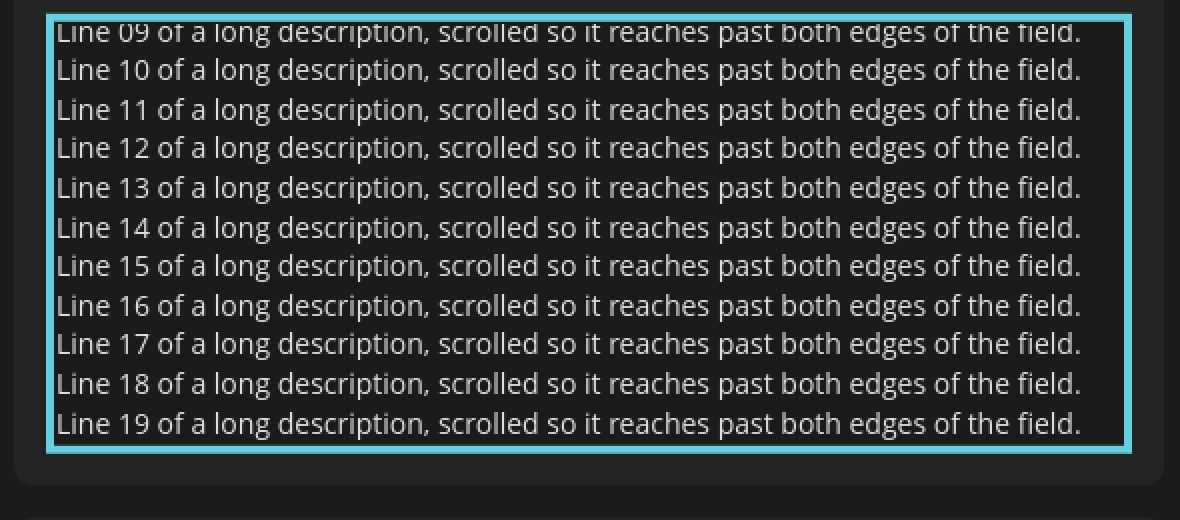 Line 09 of a long description, scrolled so it reaches past both edges of the field.
Line 10 of a long description, scrolled so it reaches past both edges of the field.
Line 11 of a long description, scrolled so it reaches past both edges of the field.
Line 12 of a long description, scrolled so it reaches past both edges of the field.
Line 13 of a long description, scrolled so it reaches past both edges of the field.
Line 14 of a long description, scrolled so it reaches past both edges of the field.
Line 15 of a long description, scrolled so it reaches past both edges of the field.
Line 16 of a long description, scrolled so it reaches past both edges of the field.
Line 17 of a long description, scrolled so it reaches past both edges of the field.
Line 18 of a long description, scrolled so it reaches past both edges of the field.
Line 19 of a long description, scrolled so it reaches past both edges of the field.